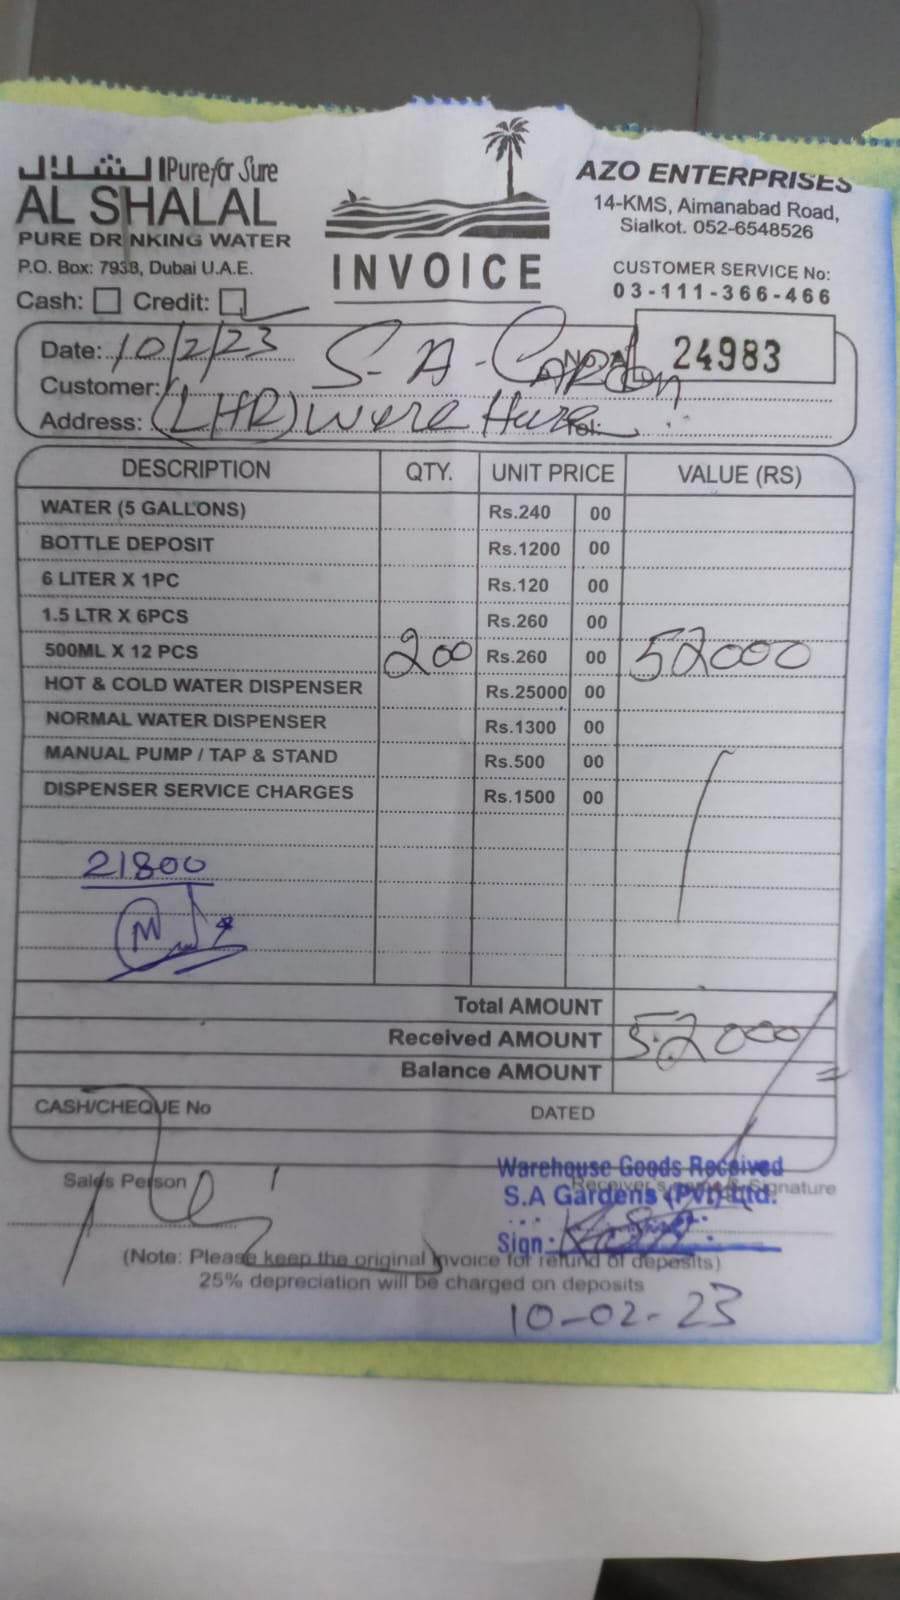 الشلال Pure for Sure
AL SHALAL
PURE DRINKING WATER
P.O. Box: 7938, Dubai U.A.E.
Cash: Credit:
INVOICE
AZO ENTERPRISES
14-KMS, Aimanabad Road,
Sialkot. 052-6548526
CUSTOMER SERVICE No:
03-111-366-466
Date: 10/2/23 S-A-Garden No. 24983
Customer:
Address: (LHR) were House Tel:
DESCRIPTION QTY. UNIT PRICE VALUE (RS)
WATER (5 GALLONS) Rs.240 00
BOTTLE DEPOSIT Rs.1200 00
6 LITER X 1PC Rs.120 00
1.5 LTR X 6PCS Rs.260 00
500ML X 12 PCS 200 Rs.260 00 52000
HOT & COLD WATER DISPENSER Rs.25000 00
NORMAL WATER DISPENSER Rs.1300 00
MANUAL PUMP / TAP & STAND Rs.500 00
DISPENSER SERVICE CHARGES Rs.1500 00
21800
Total AMOUNT
Received AMOUNT 52000/=
Balance AMOUNT
CASH/CHEQUE No DATED
Sales Person
Receiver's name & Signature
Warehouse Goods Received
S.A Gardens (Pvt) Ltd.
Sign:
(Note: Please keep the original invoice for refund of deposits)
25% depreciation will be charged on deposits
10-02-23